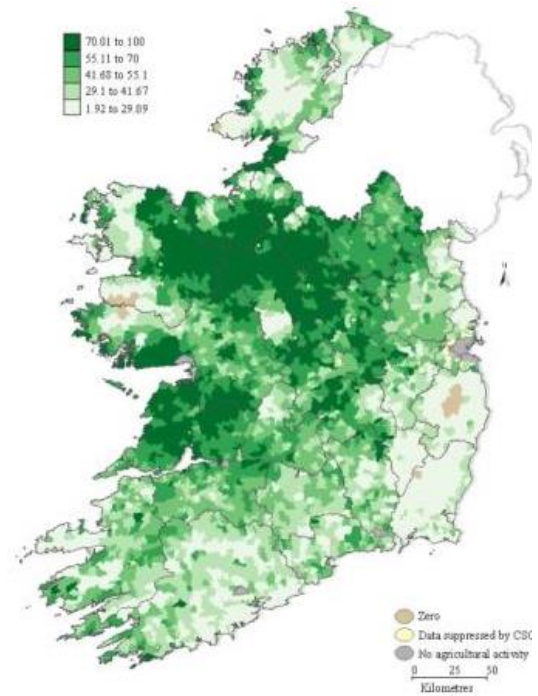 70.01 to 100
55.11 to 70
41.68 to 55.1
29.1 to 41.67
1.92 to 29.09
Zero
Data suppressed by CSO
No agricultural activity
0 25 50
Kilometres